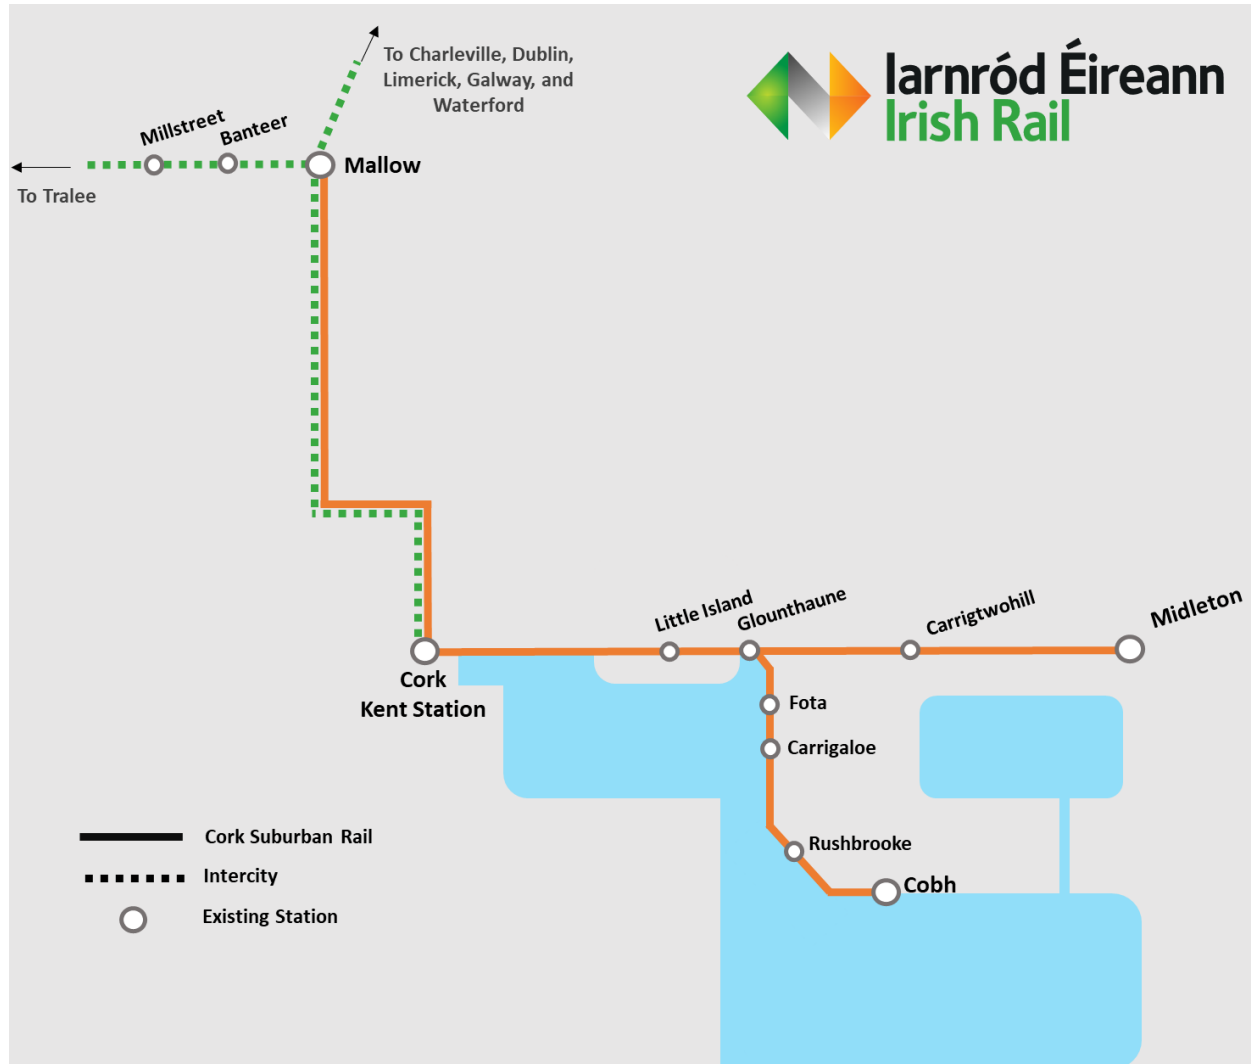 To Charleville, Dublin,
Limerick, Galway, and
Waterford
Iarnród Éireann
Irish Rail
Millstreet
Banteer
Mallow
To Tralee
Little Island
Glounthaune
Carrigtwohill
Midleton
Cork
Kent Station
Fota
Carrigaloe
Rushbrooke
Cobh
Cork Suburban Rail
Intercity
Existing Station